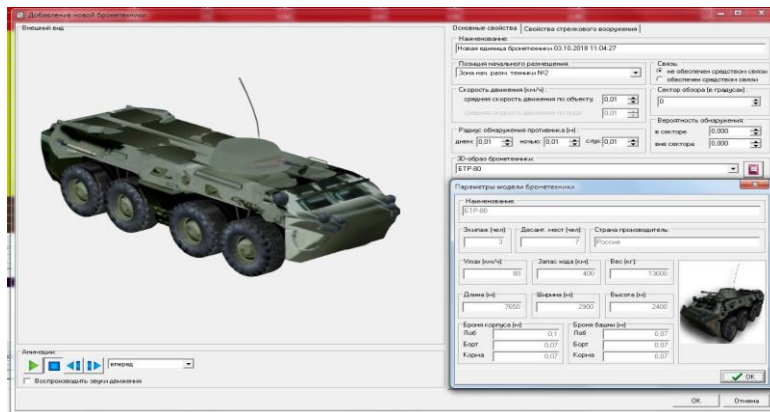 Добавление новой бронетехники
Внешний вид
Основные свойства
Свойства стрелкового вооружения
Наименование:
Новая единица бронетехники 03.10.2018 11:04:27
Позиция начального размещения:
Зона нач. разм. техники №2
Связь:
не обеспечен средством связи
обеспечен средством связи
Скорость движения (км/ч):
средняя скорость движения по объекту
0,01
средняя скорость движения по
0,01
Сектор обзора (в градусах):
0
Радиус обнаружения противника (м):
днем: 0,01 ночью: 0,01 слух: 0,01
Вероятность обнаружения:
в секторе 0,000
вне сектора 0,000
3D-образ бронетехники:
БТР-80
Параметры модели бронетехники
Наименование:
БТР-80
Экипаж (чел) Десант. мест (чел) Страна производитель:
3 7 Россия
Vmax (км/ч) Запас хода (км) Вес (кг)
80 400 13600
Длина (м) Ширина (м) Высота (м)
7650 2900 2400
Броня корпуса (м) Броня башни (м)
Лоб 0,1 Лоб 0,07
Борт 0,07 Борт 0,07
Корма 0,07 Корма 0,07
OK
Анимация:
вперед
Воспроизводить звуки движения
OK Отмена